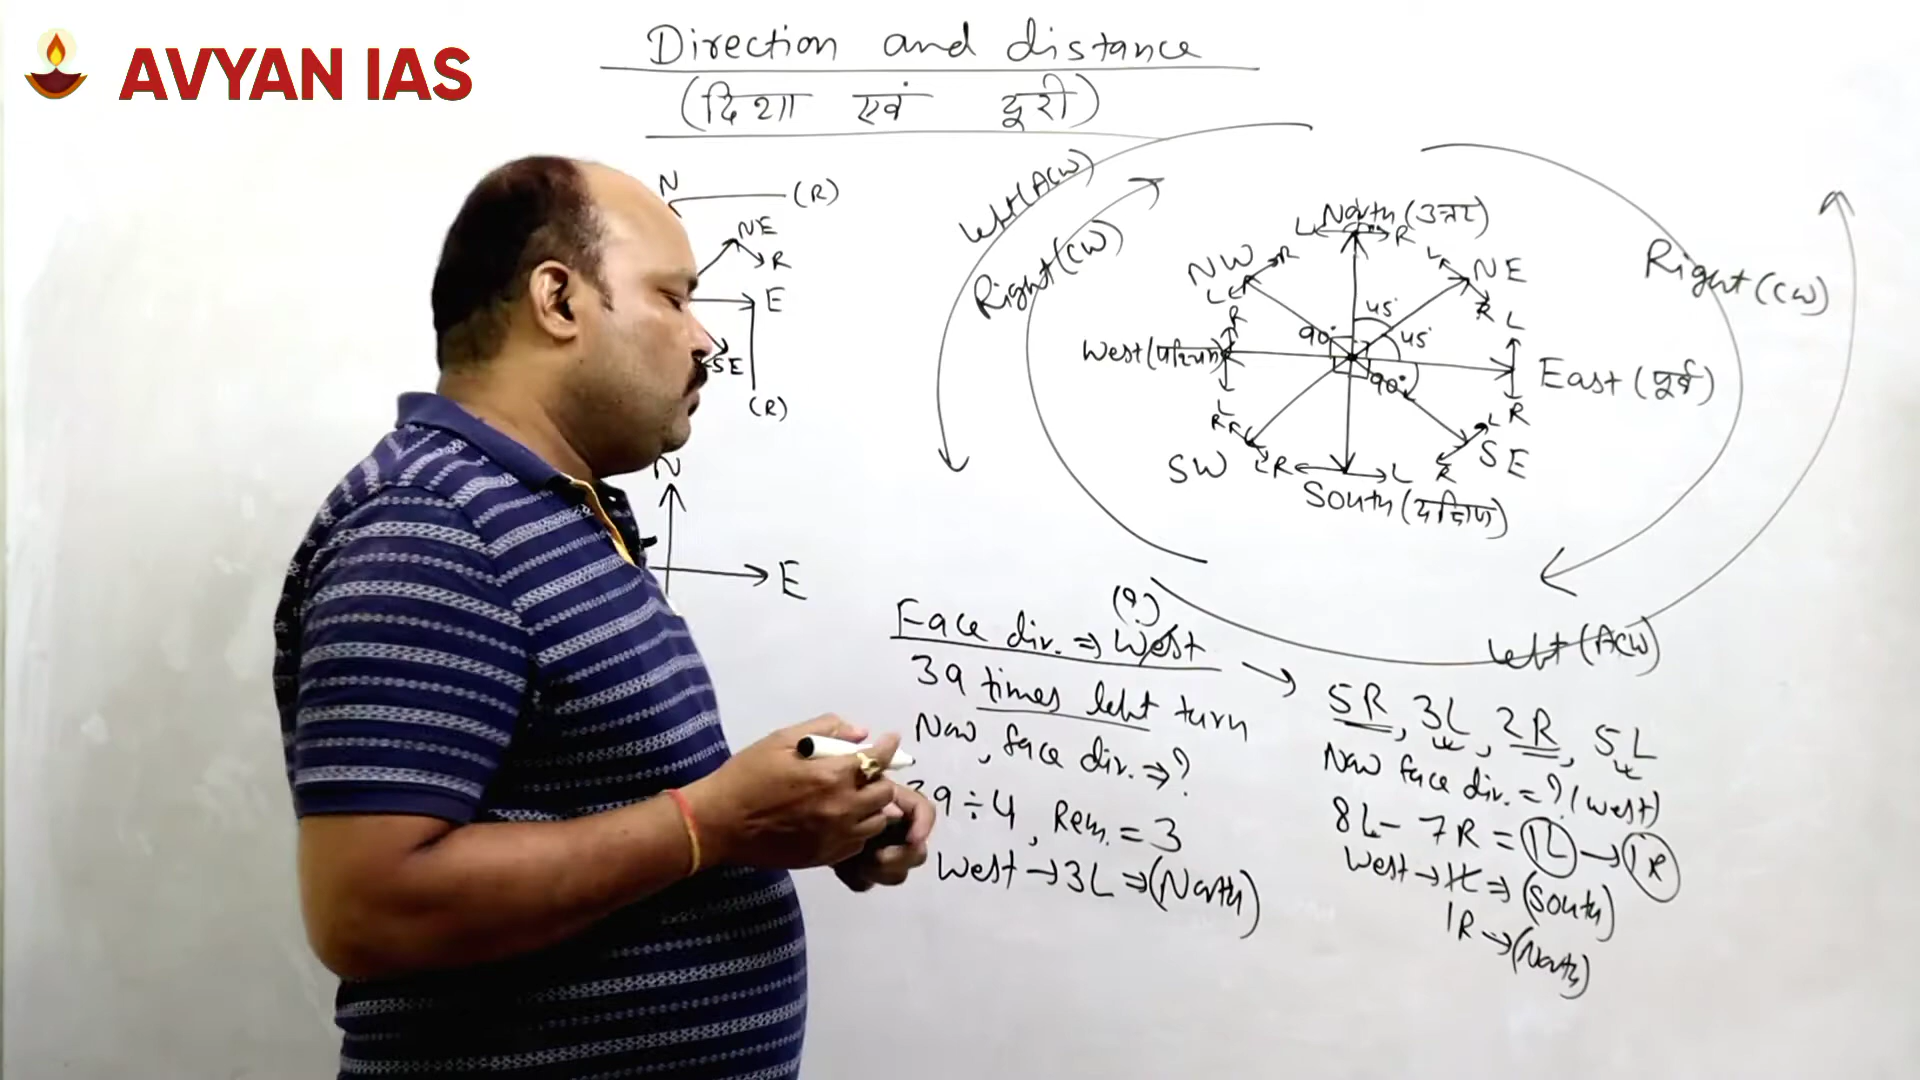 AVYAN IAS
Direction and distance
(दिशा एवं दूरी)
N
(R)
NE
R
E
SE
(R)
N
E
Left (ACW)
Right (CW)
Right (CW)
Left (ACW)
L North (उत्तर) R
NW R
L
L NE
R
45°
90° 45°
R
West (पश्चिम)
L
L
East (पूर्व)
R
90°
R
SW L
L SE
R
R L
South (दक्षिण)
(?)
Face dir. ⇒ West
39 times left turn
Now, face dir. ⇒ ?
39 ÷ 4, Rem. = 3
West → 3L ⇒ (North)
5R, 3L, 2R, 5L
Now face dir. = ? (West)
8L - 7R = 1L → 1R
West → 1L ⇒ (South)
1R → (North)